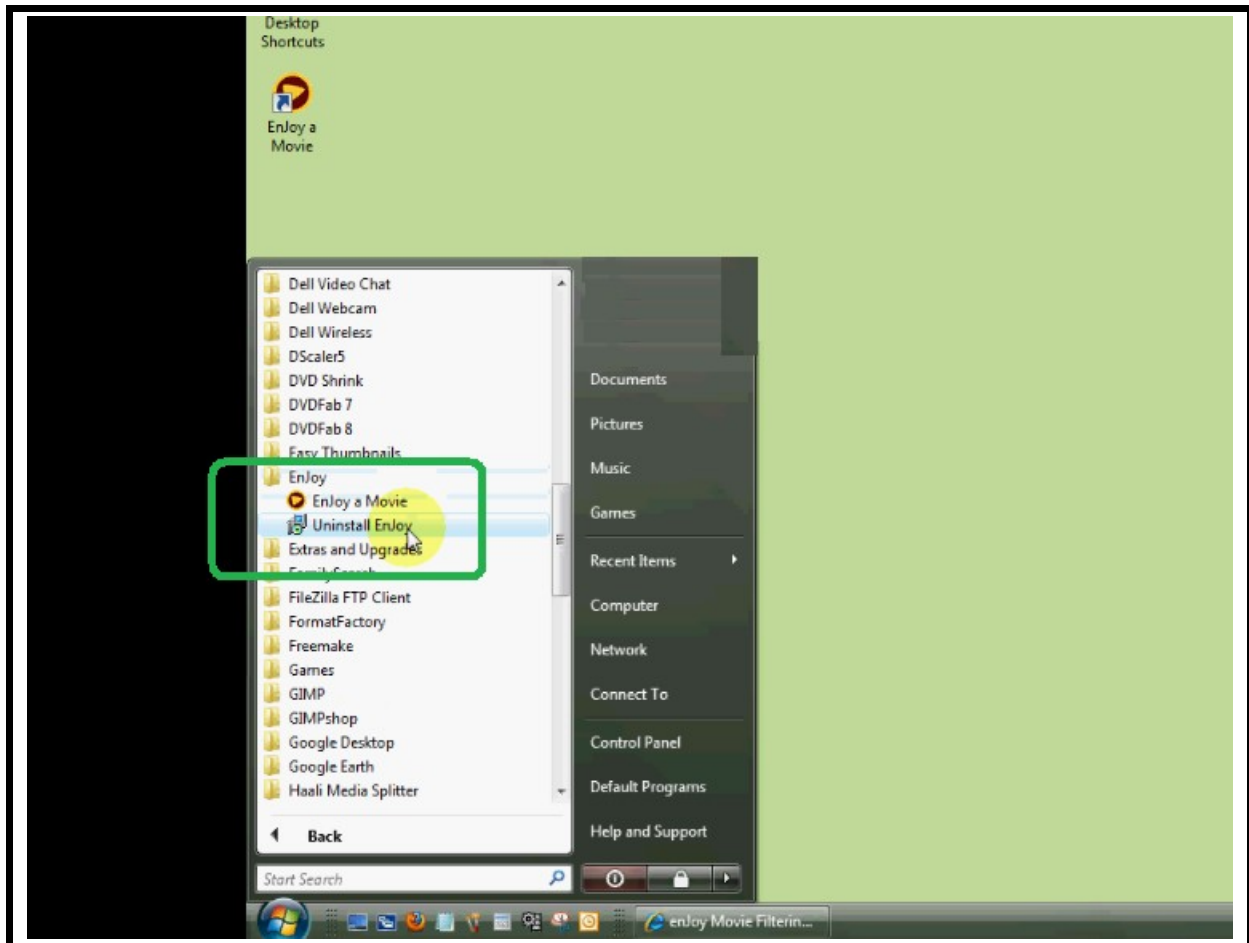 Desktop
Shortcuts
EnJoy a
Movie
Dell Video Chat
Dell Webcam
Dell Wireless
DScaler5
DVD Shrink
DVDFab 7
DVDFab 8
Easy Thumbnails
EnJoy
EnJoy a Movie
Uninstall EnJoy
Extras and Upgrades
FamilySearch
FileZilla FTP Client
FormatFactory
Freemake
Games
GIMP
GIMPshop
Google Desktop
Google Earth
Haali Media Splitter
Back
Start Search
Documents
Pictures
Music
Games
Recent Items
Computer
Network
Connect To
Control Panel
Default Programs
Help and Support
enJoy Movie Filterin...